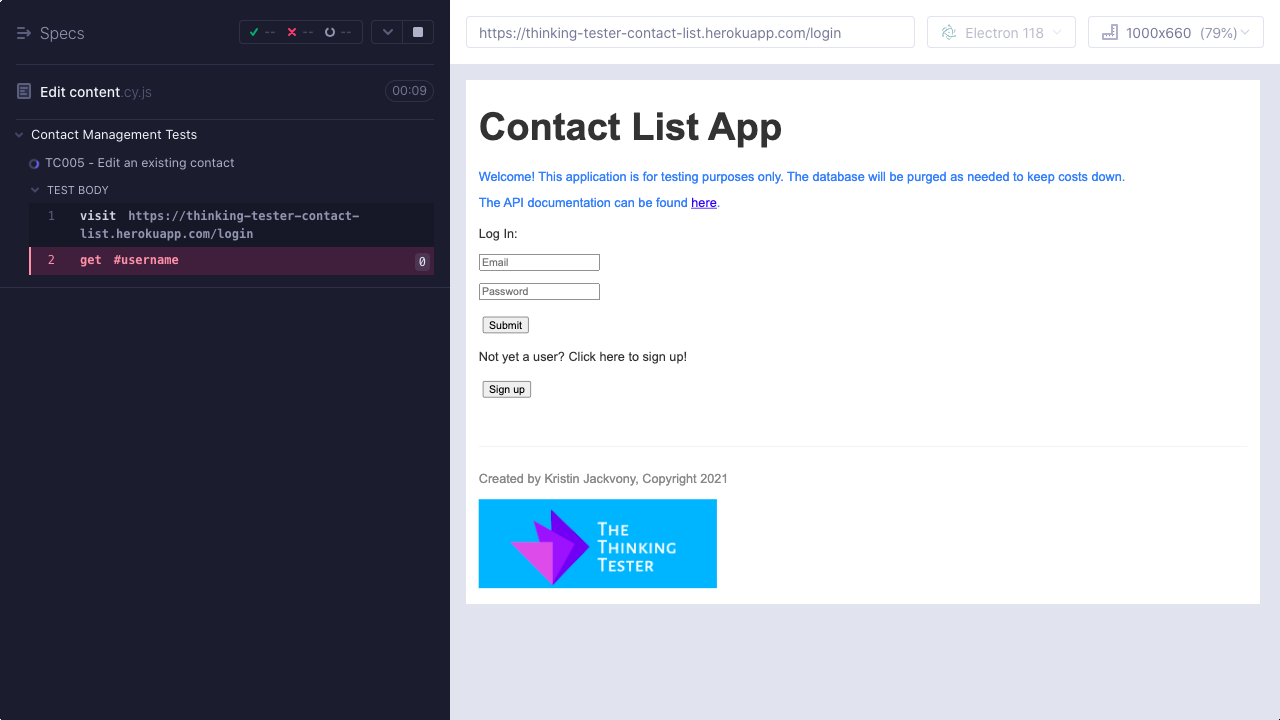 Specs
-- -- --
https://thinking-tester-contact-list.herokuapp.com/login
Electron 118
1000x660 (79%)
Edit content.cy.js
00:09
Contact Management Tests
TC005 - Edit an existing contact
TEST BODY
1 visit https://thinking-tester-contact-
list.herokuapp.com/login
2 get #username 0
Contact List App
Welcome! This application is for testing purposes only. The database will be purged as needed to keep costs down.
The API documentation can be found here.
Log In:
Email
Password
Submit
Not yet a user? Click here to sign up!
Sign up
Created by Kristin Jackvony, Copyright 2021
THE
THINKING
TESTER